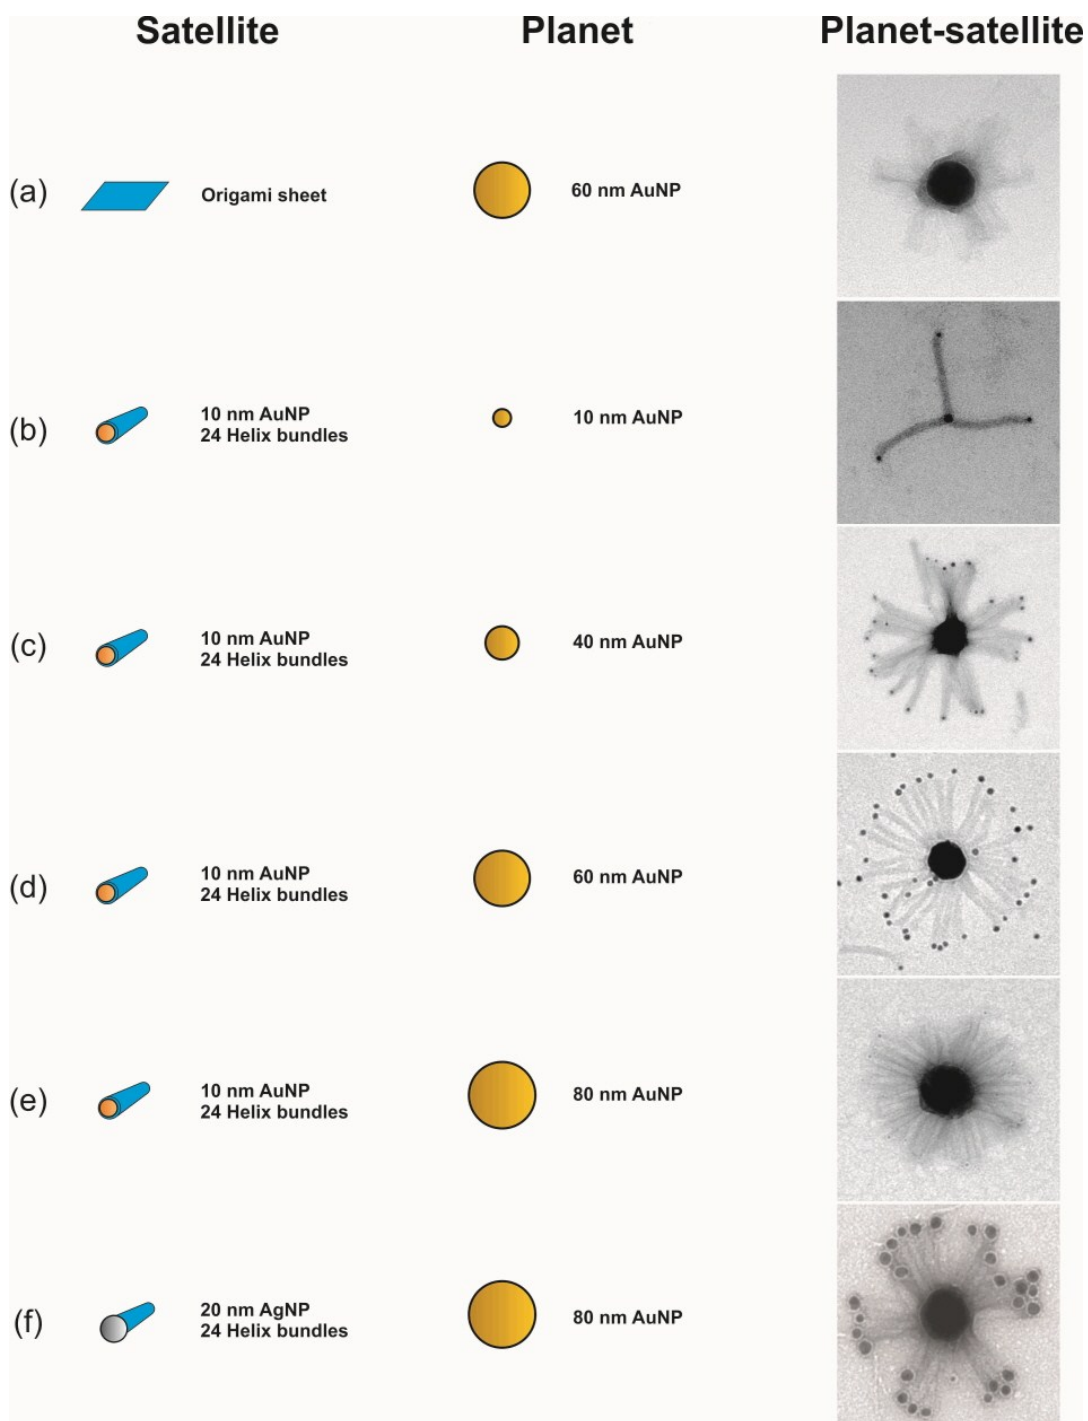 Satellite Planet Planet-satellite
(a) Origami sheet 60 nm AuNP
(b) 10 nm AuNP
24 Helix bundles
10 nm AuNP
(c) 10 nm AuNP
24 Helix bundles
40 nm AuNP
(d) 10 nm AuNP
24 Helix bundles
60 nm AuNP
(e) 10 nm AuNP
24 Helix bundles
80 nm AuNP
(f) 20 nm AgNP
24 Helix bundles
80 nm AuNP